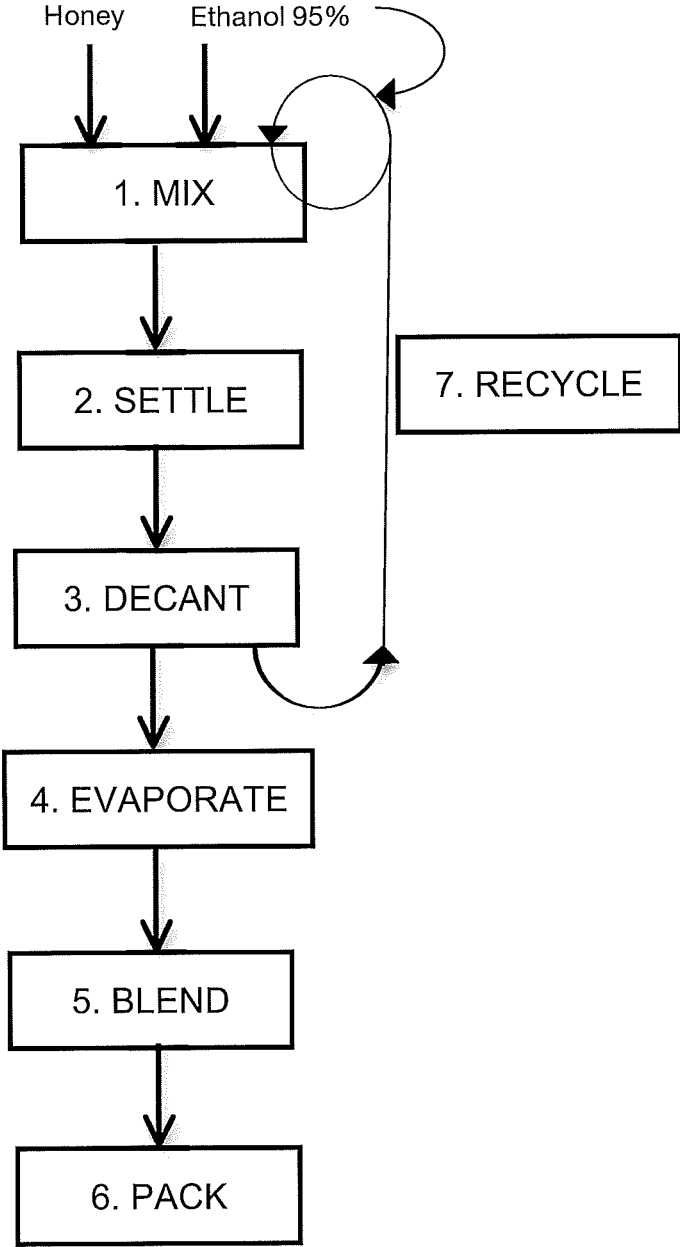 Honey
Ethanol 95%
1. MIX
2. SETTLE
7. RECYCLE
3. DECANT
4. EVAPORATE
5. BLEND
6. PACK